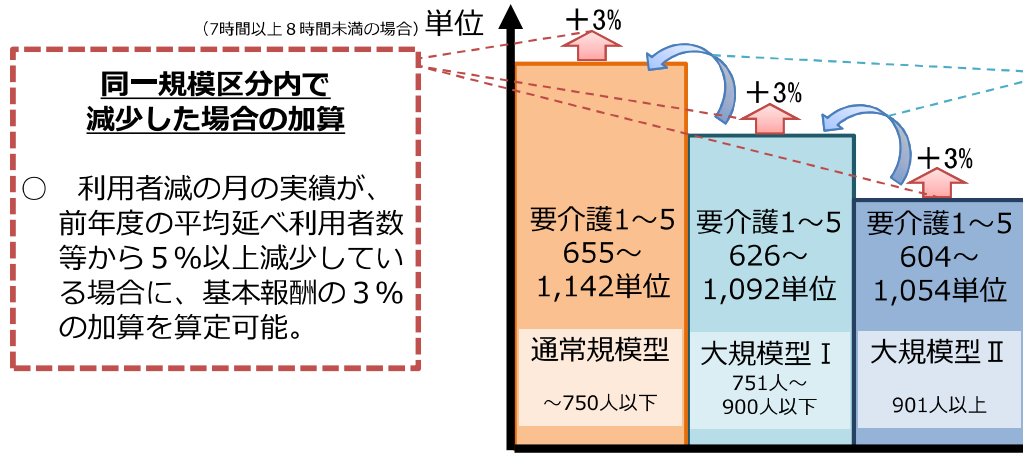 （7時間以上８時間未満の場合）
単位
同一規模区分内で
減少した場合の加算
○　利用者減の月の実績が、
前年度の平均延べ利用者数
等から５％以上減少してい
る場合に、基本報酬の３％
の加算を算定可能。
＋3%
＋3%
＋3%
要介護1～5
655～
1,142単位
通常規模型
～750人以下
要介護1～5
626～
1,092単位
大規模型Ⅰ
751人～
900人以下
要介護1～5
604～
1,054単位
大規模型Ⅱ
901人以上